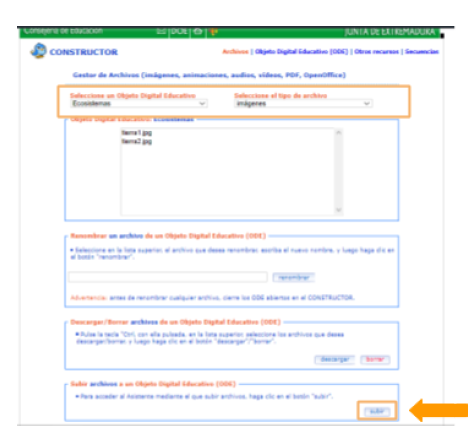 Consejería de Educación JUNTA DE EXTREMADURA
CONSTRUCTOR Archivos | Objeto Digital Educativo (ODE) | Otros recursos | Secuencias
Gestor de Archivos (imágenes, animaciones, audios, vídeos, PDF, OpenOffice)
Seleccione un Objeto Digital Educativo Seleccione el tipo de archivo
Ecosistemas imágenes
Objeto Digital Educativo: Ecosistemas
tierra1.jpg
tierra2.jpg
Renombrar un archivo de un Objeto Digital Educativo (ODE)
Seleccione en la lista superior, el archivo que desea renombrar, escriba el nuevo nombre, y luego haga clic en
el botón "renombrar".
renombrar
Advertencia: antes de renombrar cualquier archivo, cierre los ODE abiertos en el CONSTRUCTOR.
Descargar/Borrar archivos de un Objeto Digital Educativo (ODE)
Pulse la tecla "Ctrl, con ella pulsada, en la lista superior, seleccione los archivos que desea
descargar/borrar, y luego haga clic en el botón "descargar"/"borrar".
descargar borrar
Subir archivos a un Objeto Digital Educativo (ODE)
Para acceder al Asistente mediante el que subir archivos, haga clic en el botón "subir".
subir